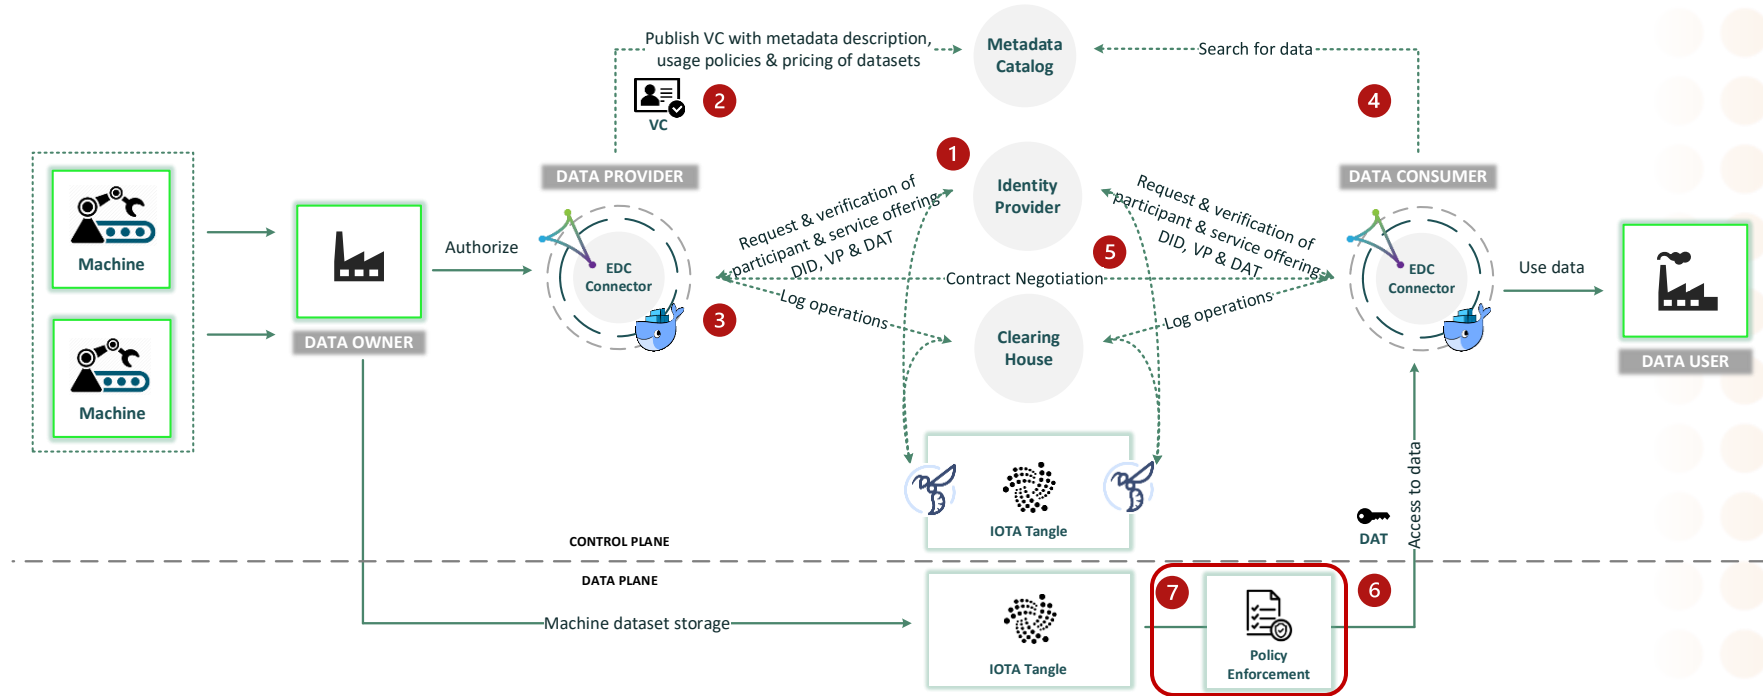 Publish VC with metadata description,
usage policies & pricing of datasets
Metadata
Catalog
Search for data
VC
2
4
1
DATA PROVIDER
Identity
Provider
DATA CONSUMER
Machine
Machine
DATA OWNER
Authorize
EDC
Connector
3
Request & verification of
participant & service offering
DID, VP & DAT
Request & verification of
participant & service offering
DID, VP & DAT
5
Contract Negotiation
Log operations
Log operations
Clearing
House
EDC
Connector
Use data
DATA USER
IOTA Tangle
CONTROL PLANE
DAT
Access to data
DATA PLANE
Machine dataset storage
IOTA Tangle
7
Policy
Enforcement
6